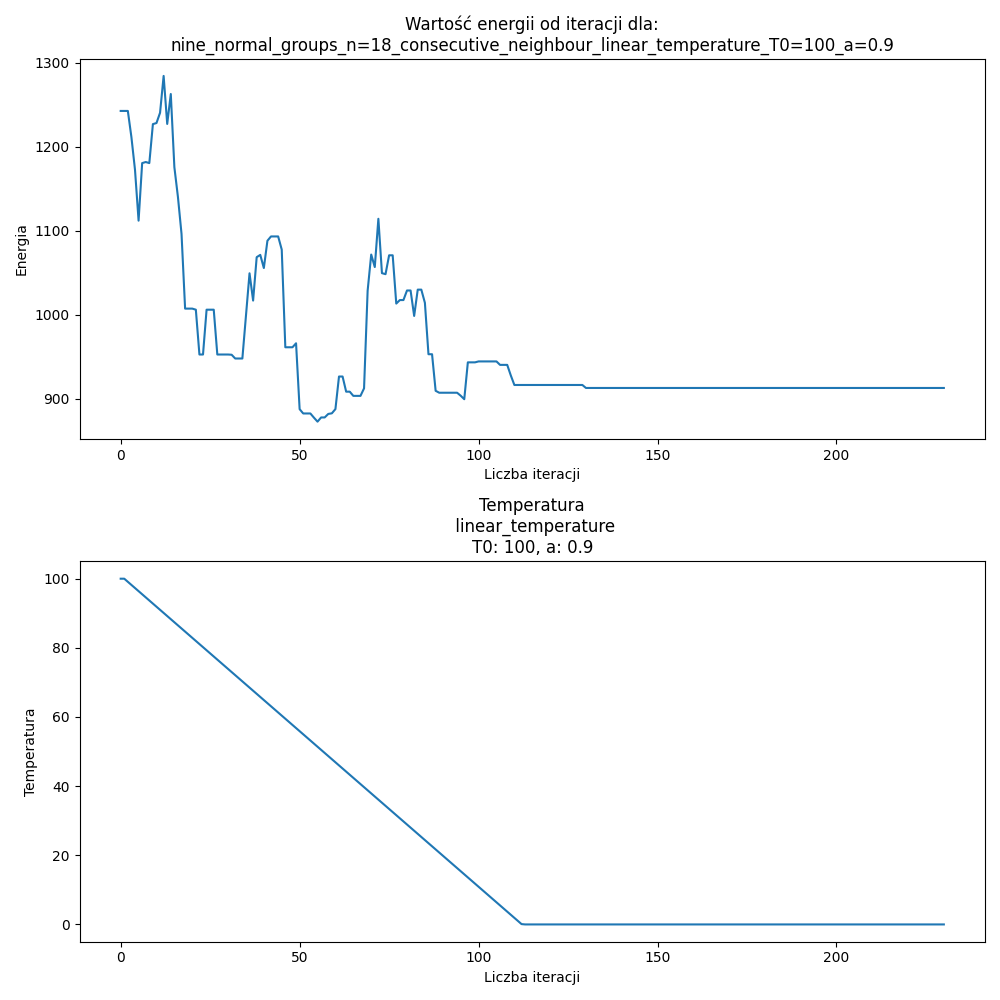 Wartość energii od iteracji dla:
nine_normal_groups_n=18_consecutive_neighbour_linear_temperature_T0=100_a=0.9
1300
1200
1100
1000
900
Energia
0
50
100
150
200
Liczba iteracji
Temperatura
linear_temperature
T0: 100, a: 0.9
100
80
60
40
20
0
Temperatura
0
50
100
150
200
Liczba iteracji